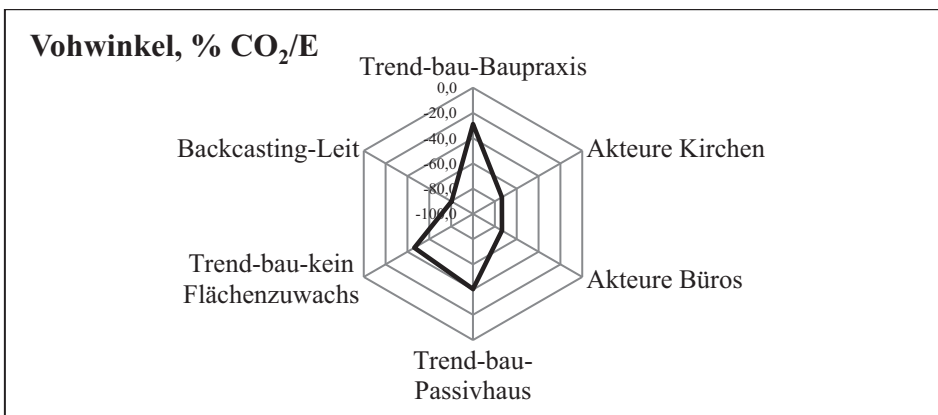 Vohwinkel, % CO₂/E
Trend-bau-Baupraxis
0,0
-20,0
-40,0
-60,0
-80,0
-100,0
Backcasting-Leit
Akteure Kirchen
Trend-bau-kein
Flächenzuwachs
Akteure Büros
Trend-bau-
Passivhaus